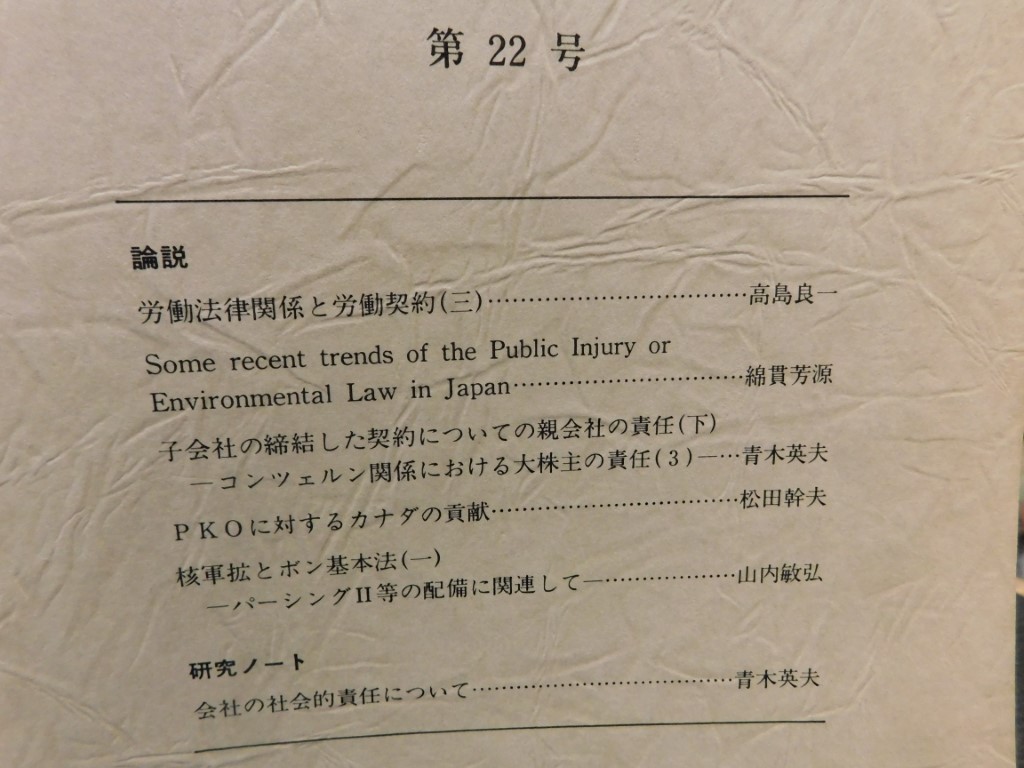 第 22 号
論説
労働法律関係と労働契約(三)……………………………高島良一
Some recent trends of the Public Injury or
Environmental Law in Japan……………………………綿貫芳源
子会社の締結した契約についての親会社の責任(下)
―コンツェルン関係における大株主の責任(3)―…青木英夫
PKOに対するカナダの貢献……………………………松田幹夫
核軍拡とボン基本法(一)
―パーシングII等の配備に関連して―………………山内敏弘
研究ノート
会社の社会的責任について……………………………青木英夫